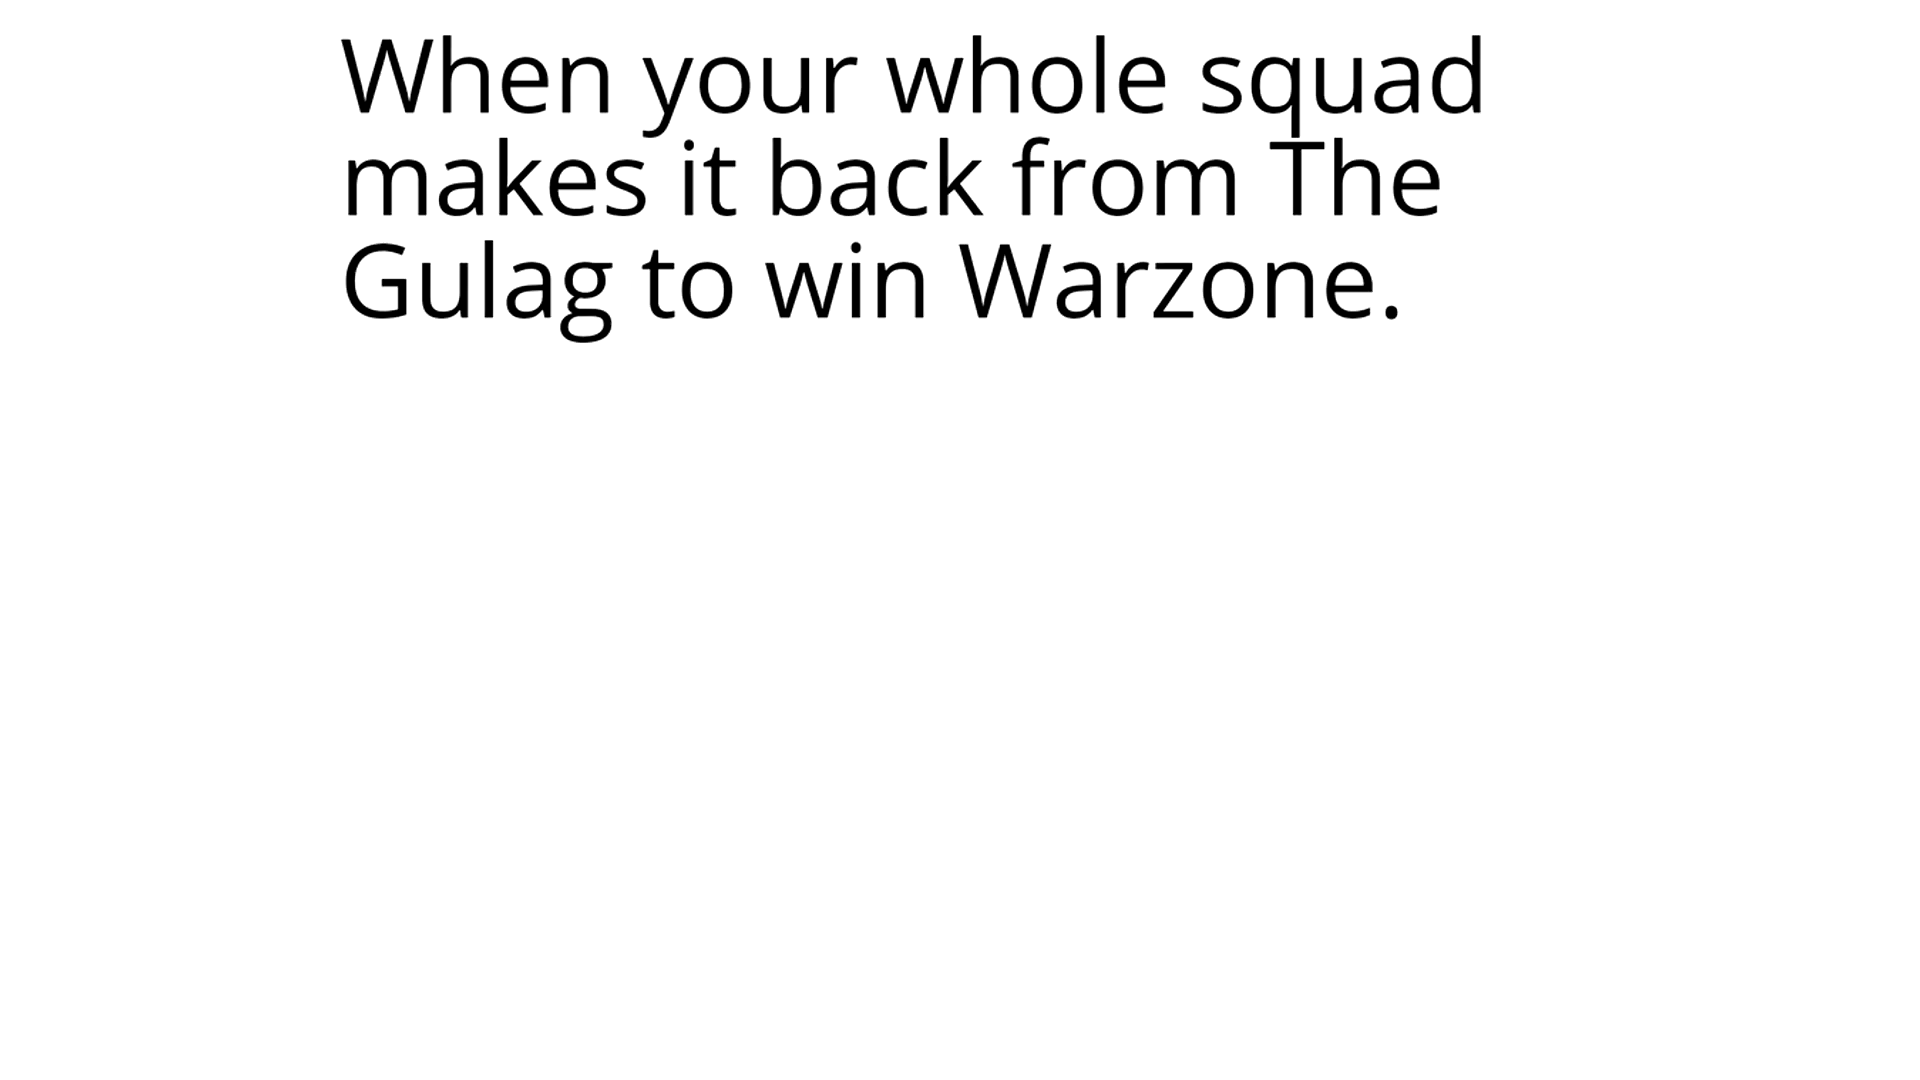 When your whole squad
makes it back from The
Gulag to win Warzone.